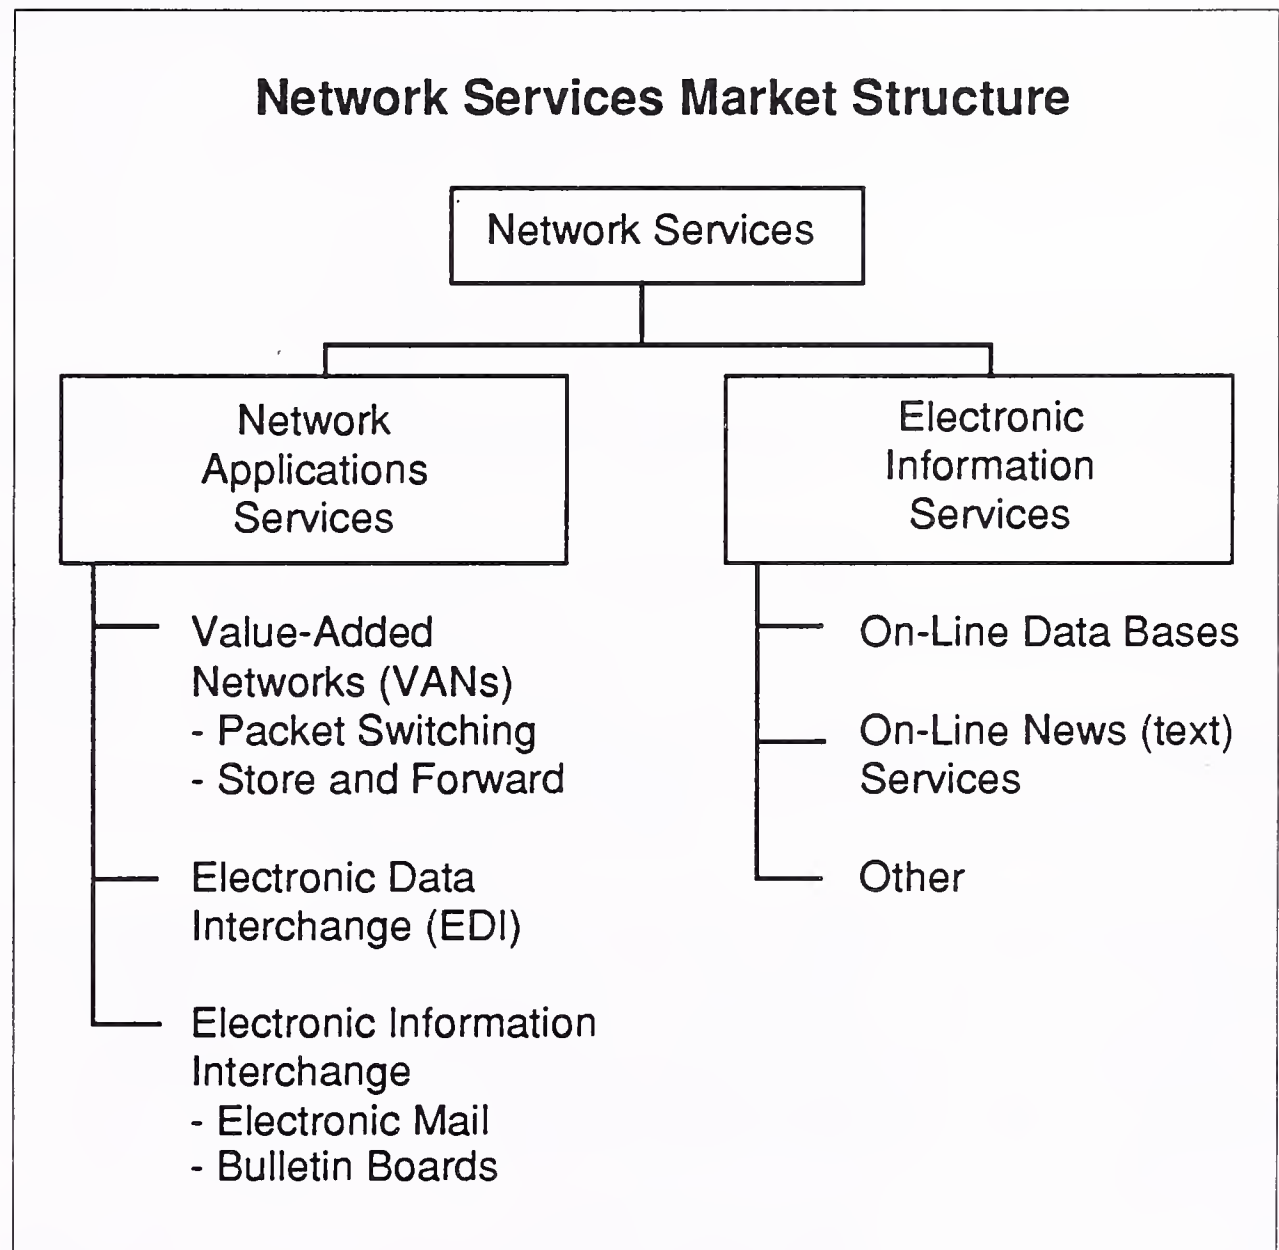 Network Services Market Structure
Network Services
Network
Applications
Services
Value-Added
Networks (VANs)
- Packet Switching
- Store and Forward
Electronic Data
Interchange (EDI)
Electronic Information
Interchange
- Electronic Mail
- Bulletin Boards
Electronic
Information
Services
On-Line Data Bases
On-Line News (text)
Services
Other